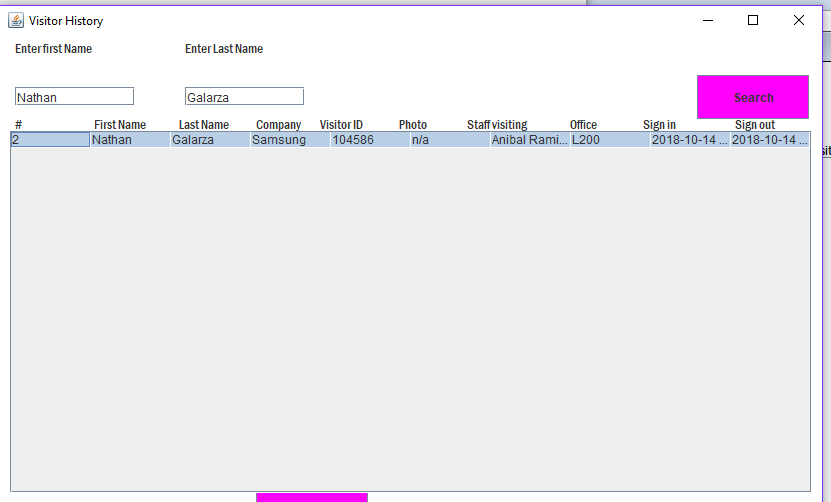 Visitor History
Enter first Name Enter Last Name
Nathan Galarza Search
# First Name Last Name Company Visitor ID Photo Staff visiting Office Sign in Sign out
2 Nathan Galarza Samsung 104586 n/a Anibal Rami... L200 2018-10-14 ... 2018-10-14 ...